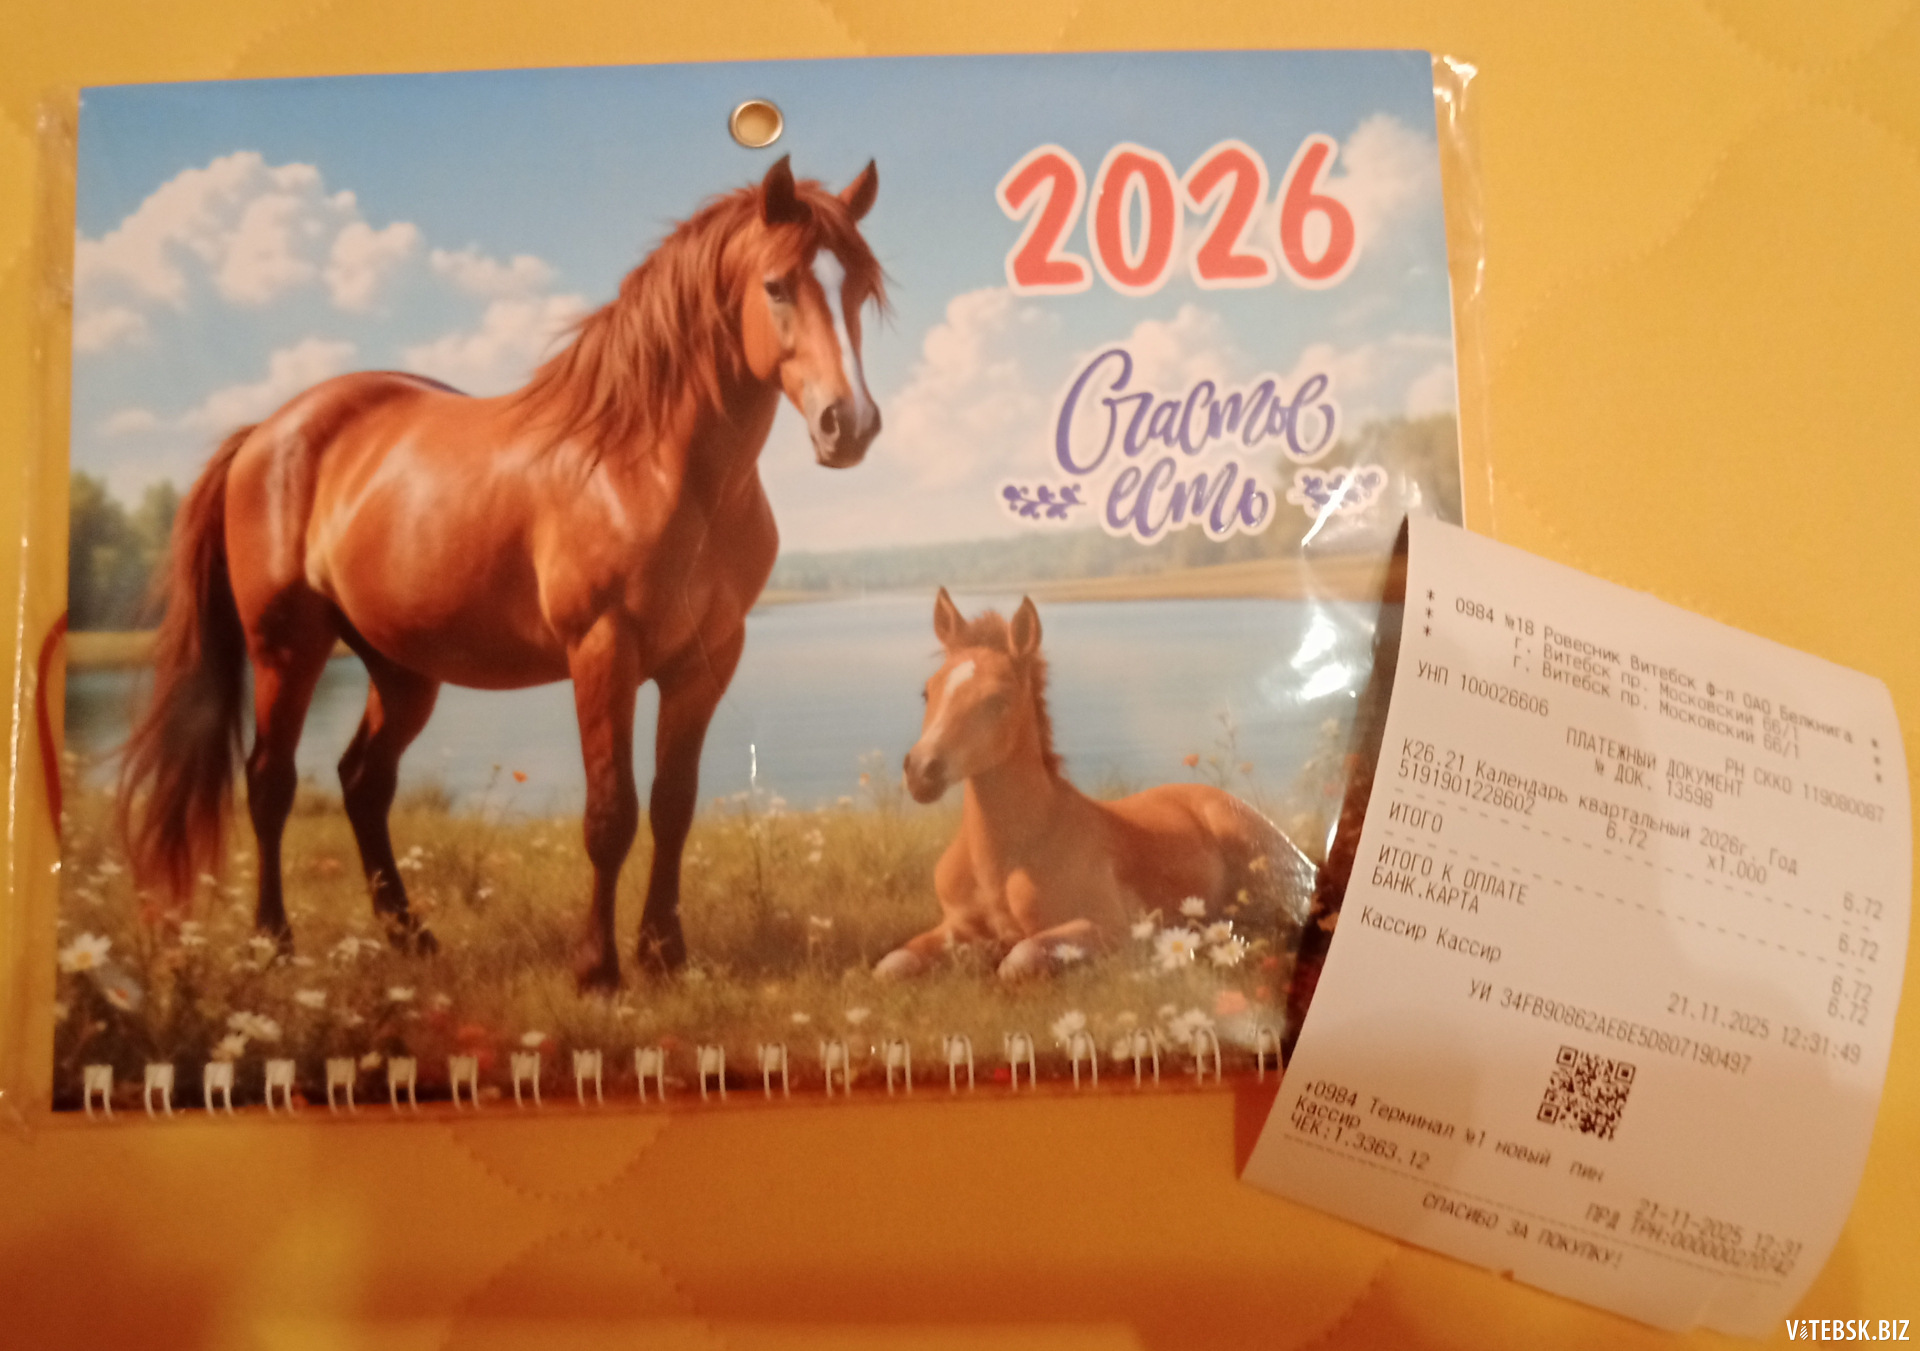 2026
Счастье
есть
* 0984 №18 Ровесник Витебск ф-л ОАО Белкнига *
* г. Витебск пр. Московский 66/1 *
* г. Витебск пр. Московский 66/1 *
УНП 100026606 РН СККО 119080087
ПЛАТЕЖНЫЙ ДОКУМЕНТ
№ ДОК. 13598
К26.21 Календарь квартальный 2026г. Год
5191901228602 6.72 x1.000 6.72
ИТОГО 6.72
ИТОГО К ОПЛАТЕ 6.72
БАНК.КАРТА 6.72
Кассир Кассир 21.11.2025 12:31:49
УИ 34FB90862AE6E5D807190497
+0984 Терминал №1 новый пин
Кассир 21-11-2025 12:31
ЧЕК:1.3363.12 ПРД ТРН:000000270742
СПАСИБО ЗА ПОКУПКУ!
ViTEBSK.BIZ